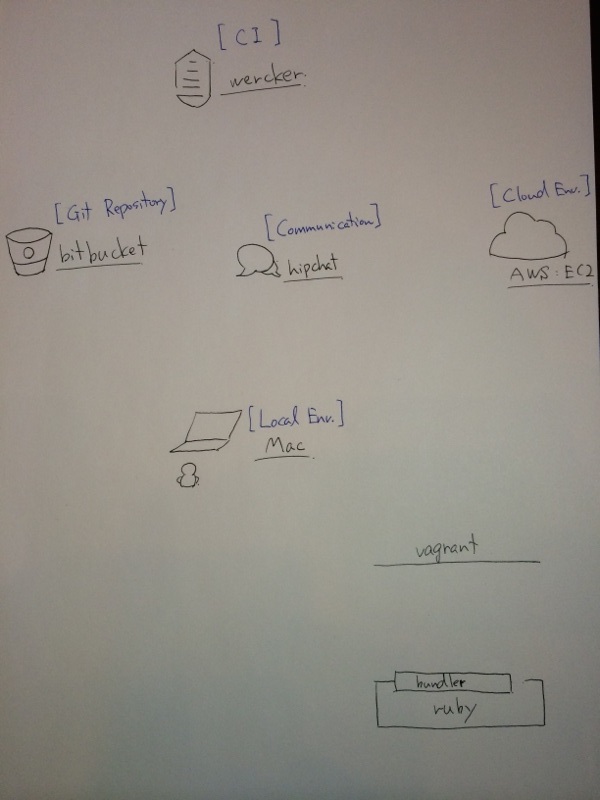 [CI]
wercker.
[Git Repository]
bitbucket
[Communication]
hipchat
[Cloud Env.]
AWS:EC2
[Local Env.]
Mac
vagrant
bundler
ruby